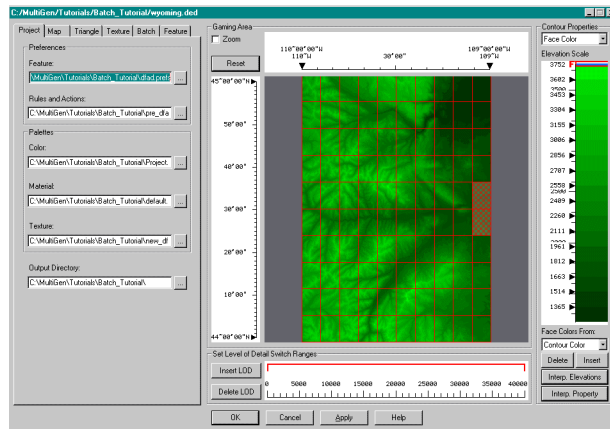 C:/MultiGen/Tutorials/Batch_Tutorial/wyoming.ded
Project Map Triangle Texture Batch Feature
Preferences
Feature:
\MultiGen\Tutorials\Batch_Tutorial\dfad.prefs ...
Rules and Actions:
C:\MultiGen\Tutorials\Batch_Tutorial\pre_dfa ...
Palettes
Color:
C:\MultiGen\Tutorials\Batch_Tutorial\Project. ...
Material:
C:\MultiGen\Tutorials\Batch_Tutorial\default. ...
Texture:
C:\MultiGen\Tutorials\Batch_Tutorial\new_df ...
Output Directory:
C:\MultiGen\Tutorials\Batch_Tutorial\ ...
Gaming Area
Zoom
Reset
110°00'00"W 109°00'00"W
110°W 30'00" 109°W
45°00'00"N
50'00"
40'00"
30'00"
20'00"
10'00"
44°00'00"N
Set Level of Detail Switch Ranges
Insert LOD
Delete LOD
0 5000 10000 15000 20000 25000 30000 35000 40000
OK Cancel Apply Help
Contour Properties
Face Color
Elevation Scale
3752 F
3602
3500
3453
3304
3155
3006
2856
2707
2558
2500
2409
2260
2111
1961
1812
1663
1514
1365
Face Colors From:
Contour Color
Delete Insert
Interp. Elevations
Interp. Property